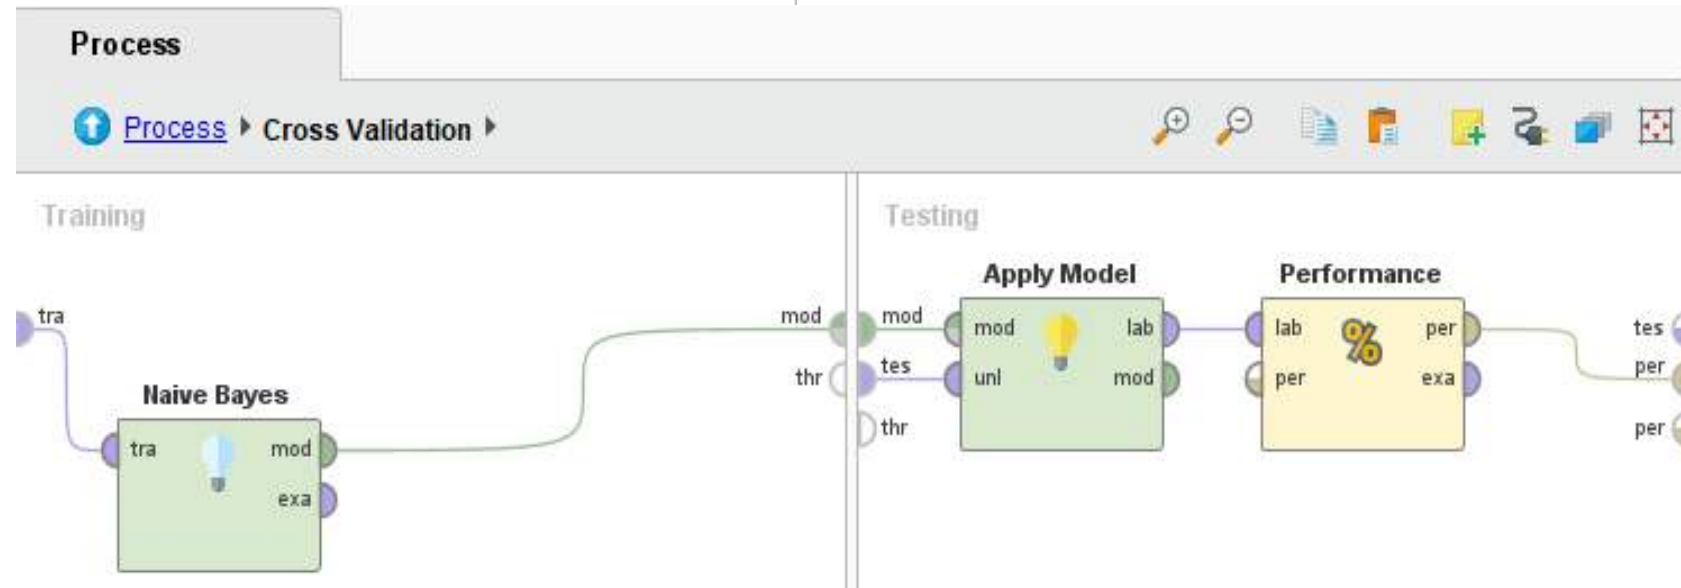 Process
Process Cross Validation
Training
Testing
Apply Model
Performance
tra
mod
mod
mod
lab
lab
per
tes
thr
tes
unl
mod
per
exa
per
Naive Bayes
thr
per
tra
mod
exa
%